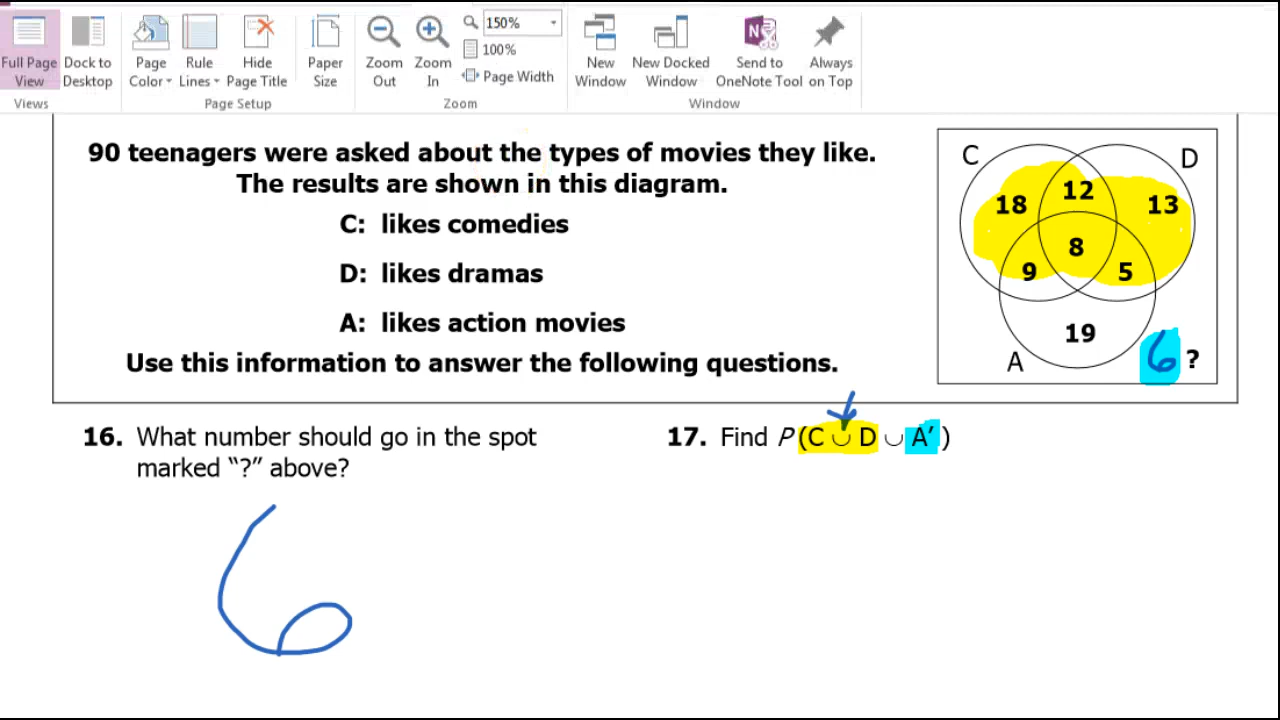 150%
100%
Page Width
Full Page View
Dock to Desktop
Page Color
Rule Lines
Hide Page Title
Paper Size
Zoom Out
Zoom In
New Window
New Docked Window
Send to OneNote Tool
Always on Top
Views
Page Setup
Zoom
Window
90 teenagers were asked about the types of movies they like.
The results are shown in this diagram.
C: likes comedies
D: likes dramas
A: likes action movies
Use this information to answer the following questions.
C
D
18
12
13
8
9
5
19
A
6 ?
16. What number should go in the spot
marked “?” above?
6
17. Find P(C ∪ D ∪ A′)